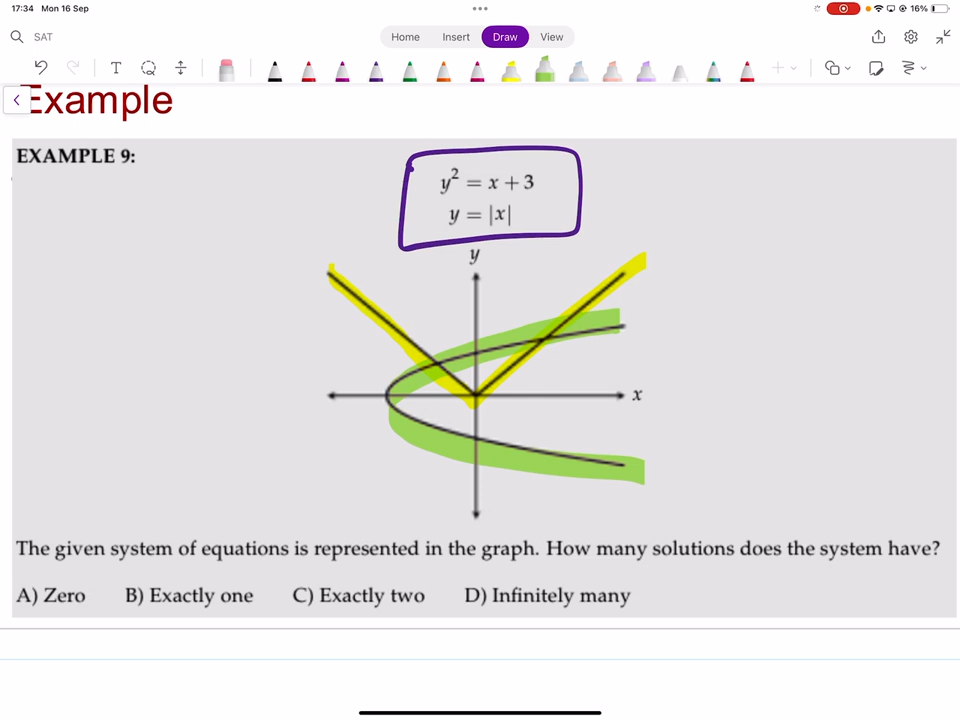 17:34 Mon 16 Sep
16%
SAT
Home Insert Draw View
T
Example
EXAMPLE 9:
y² = x + 3
y = |x|
y
x
The given system of equations is represented in the graph. How many solutions does the system have?
A) Zero B) Exactly one C) Exactly two D) Infinitely many